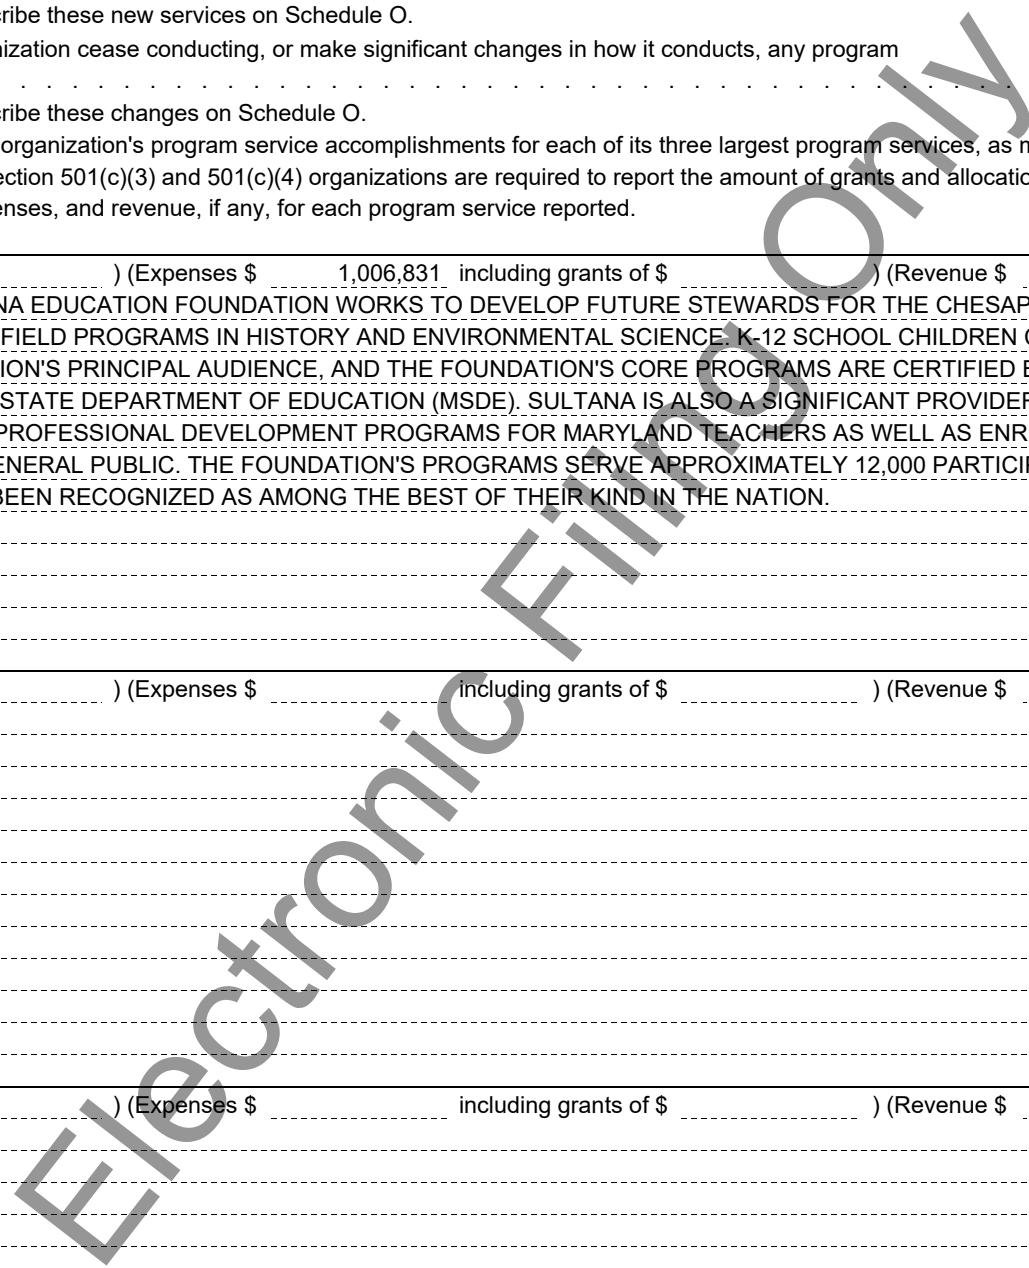 cribe these new services on Schedule O.
nization cease conducting, or make significant changes in how it conducts, any program
. . . . . . . . . . . . . . . . . . . . . . . . . . . . . . . . . . . . . . .
cribe these changes on Schedule O.
organization's program service accomplishments for each of its three largest program services, as m
ection 501(c)(3) and 501(c)(4) organizations are required to report the amount of grants and allocatio
enses, and revenue, if any, for each program service reported.
) (Expenses $ 1,006,831 including grants of $ ) (Revenue $
NA EDUCATION FOUNDATION WORKS TO DEVELOP FUTURE STEWARDS FOR THE CHESAP
FIELD PROGRAMS IN HISTORY AND ENVIRONMENTAL SCIENCE. K-12 SCHOOL CHILDREN
ION'S PRINCIPAL AUDIENCE, AND THE FOUNDATION'S CORE PROGRAMS ARE CERTIFIED
STATE DEPARTMENT OF EDUCATION (MSDE). SULTANA IS ALSO A SIGNIFICANT PROVIDER
PROFESSIONAL DEVELOPMENT PROGRAMS FOR MARYLAND TEACHERS AS WELL AS ENR
ENERAL PUBLIC. THE FOUNDATION'S PROGRAMS SERVE APPROXIMATELY 12,000 PARTICI
BEEN RECOGNIZED AS AMONG THE BEST OF THEIR KIND IN THE NATION.
) (Expenses $ including grants of $ ) (Revenue $
) (Expenses $ including grants of $ ) (Revenue $
Electronic Filing Only